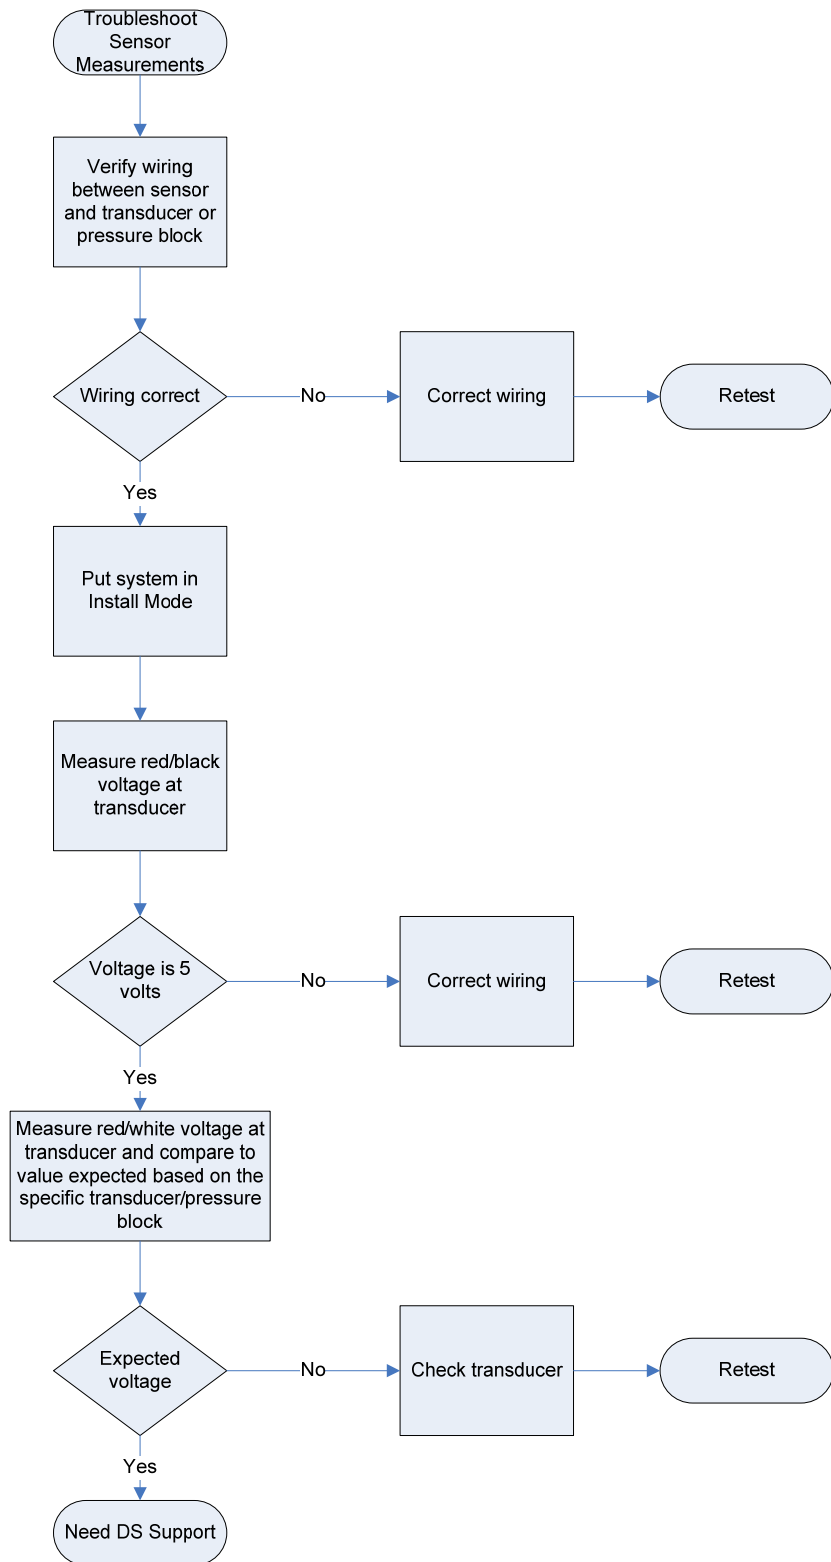 Troubleshoot
Sensor
Measurements
Verify wiring
between sensor
and transducer or
pressure block
Wiring correct
No
Correct wiring
Retest
Yes
Put system in
Install Mode
Measure red/black
voltage at
transducer
Voltage is 5
volts
No
Correct wiring
Retest
Yes
Measure red/white voltage at
transducer and compare to
value expected based on the
specific transducer/pressure
block
Expected
voltage
No
Check transducer
Retest
Yes
Need DS Support